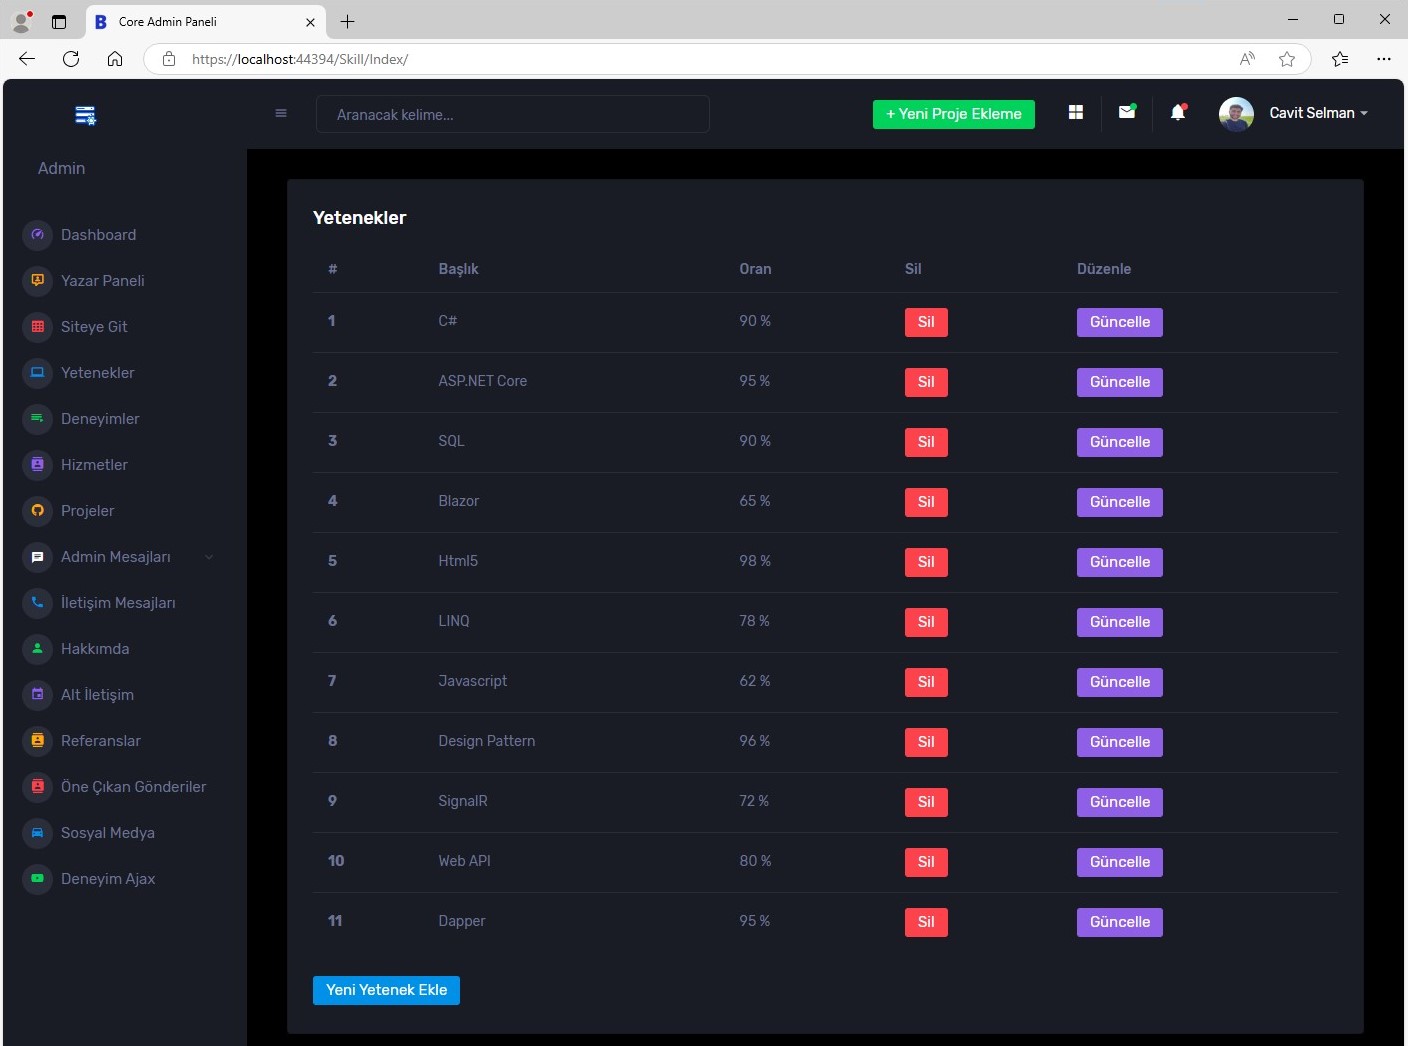 Core Admin Paneli
https://localhost:44394/Skill/Index/
Aranacak kelime...
+ Yeni Proje Ekleme
Cavit Selman
Admin
Dashboard
Yazar Paneli
Siteye Git
Yetenekler
Deneyimler
Hizmetler
Projeler
Admin Mesajları
İletişim Mesajları
Hakkımda
Alt İletişim
Referanslar
Öne Çıkan Gönderiler
Sosyal Medya
Deneyim Ajax
Yetenekler
# Başlık Oran Sil Düzenle
1 C# 90 % Sil Güncelle
2 ASP.NET Core 95 % Sil Güncelle
3 SQL 90 % Sil Güncelle
4 Blazor 65 % Sil Güncelle
5 Html5 98 % Sil Güncelle
6 LINQ 78 % Sil Güncelle
7 Javascript 62 % Sil Güncelle
8 Design Pattern 96 % Sil Güncelle
9 SignalR 72 % Sil Güncelle
10 Web API 80 % Sil Güncelle
11 Dapper 95 % Sil Güncelle
Yeni Yetenek Ekle